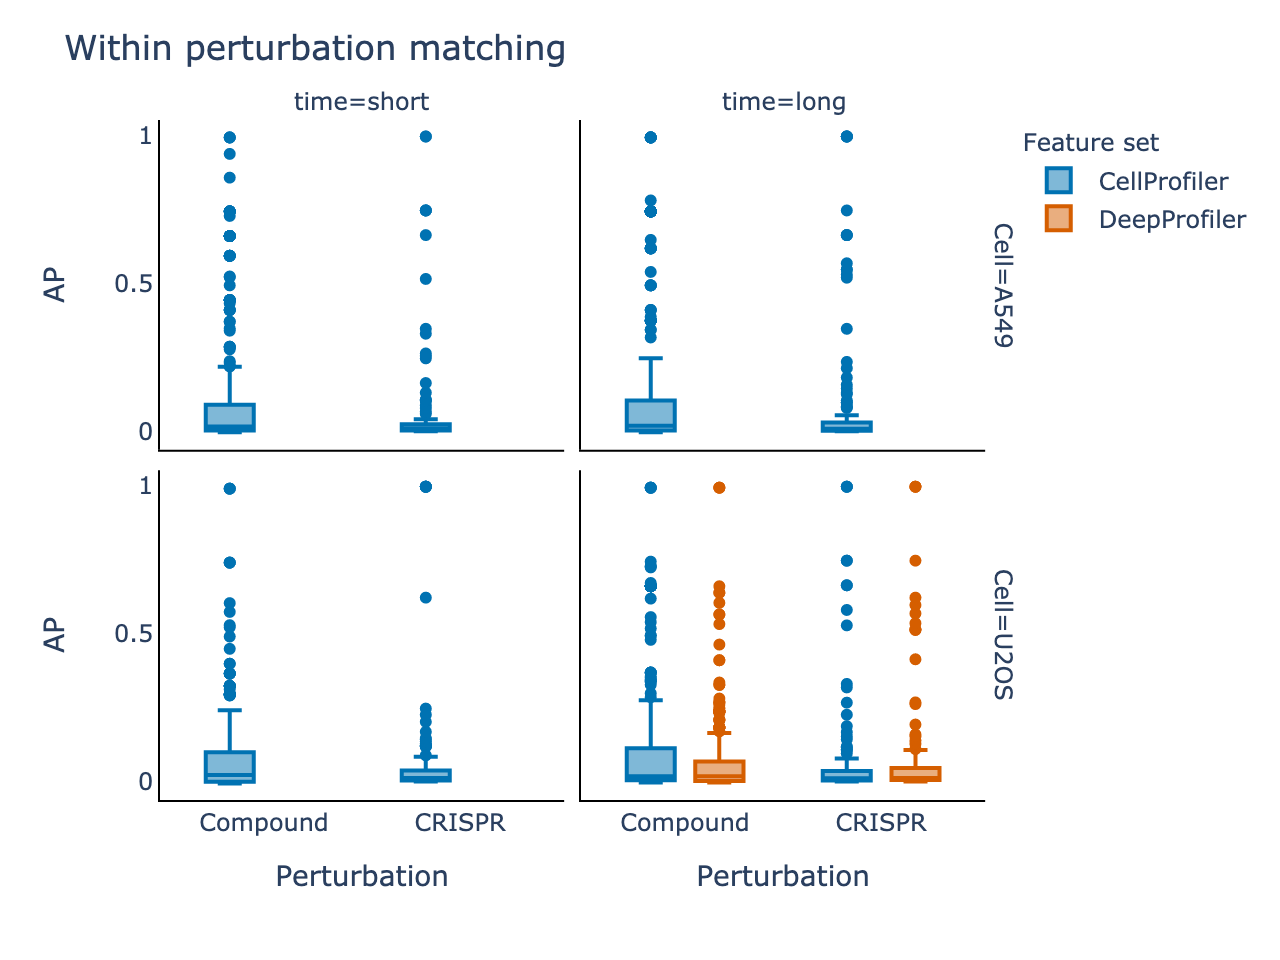 Within perturbation matching
time=short
time=long
Feature set
CellProfiler
DeepProfiler
1
0.5
0
AP
Cell=A549
1
0.5
0
AP
Cell=U2OS
Compound
CRISPR
Compound
CRISPR
Perturbation
Perturbation